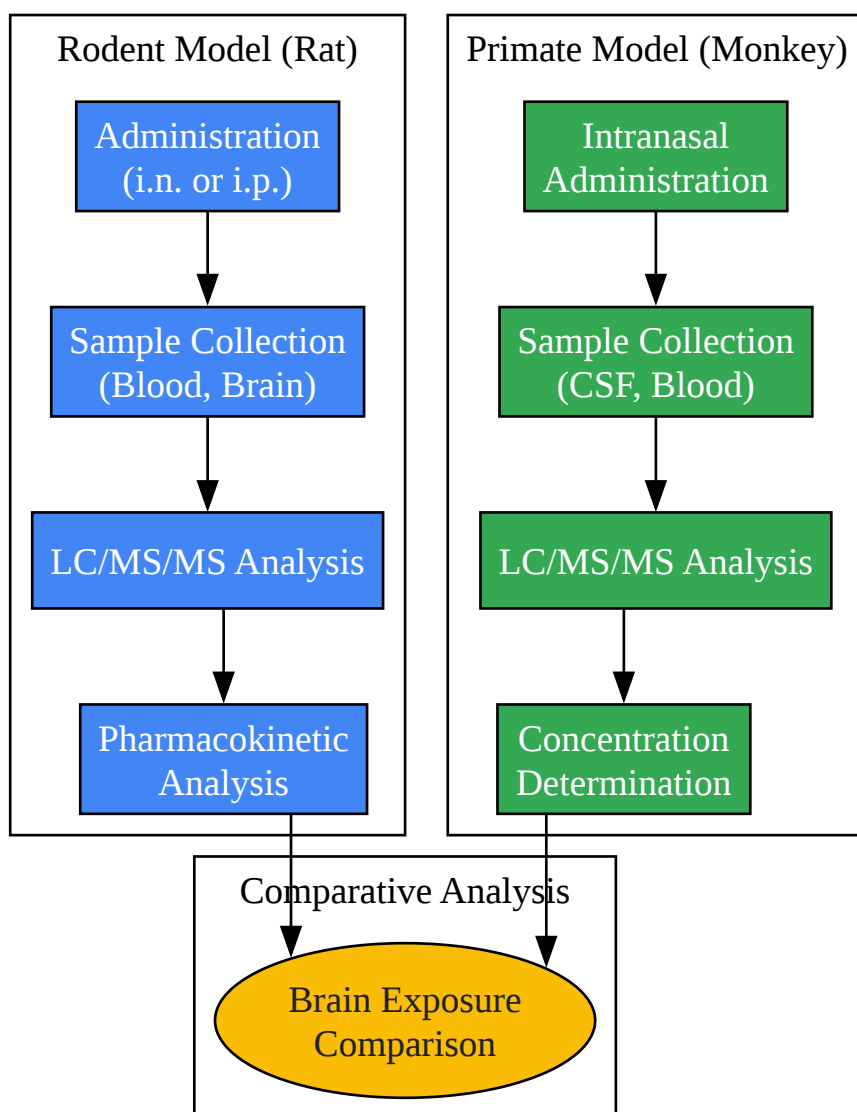 Rodent Model (Rat)
Administration
(i.n. or i.p.)
Sample Collection
(Blood, Brain)
LC/MS/MS Analysis
Pharmacokinetic
Analysis
Primate Model (Monkey)
Intranasal
Administration
Sample Collection
(CSF, Blood)
LC/MS/MS Analysis
Concentration
Determination
Comparative Analysis
Brain Exposure
Comparison